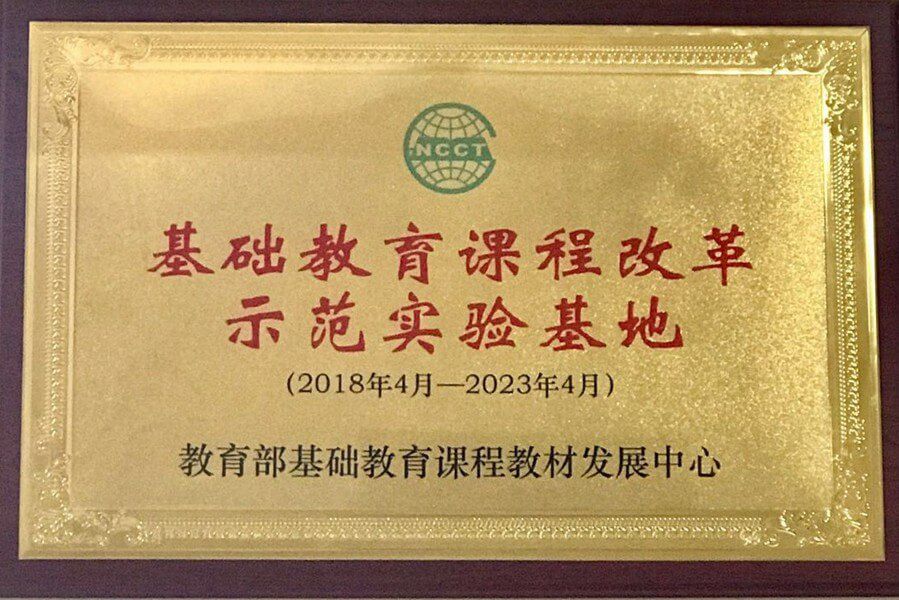 NCCT
基础教育课程改革
示范实验基地
(2018年4月—2023年4月)
教育部基础教育课程教材发展中心